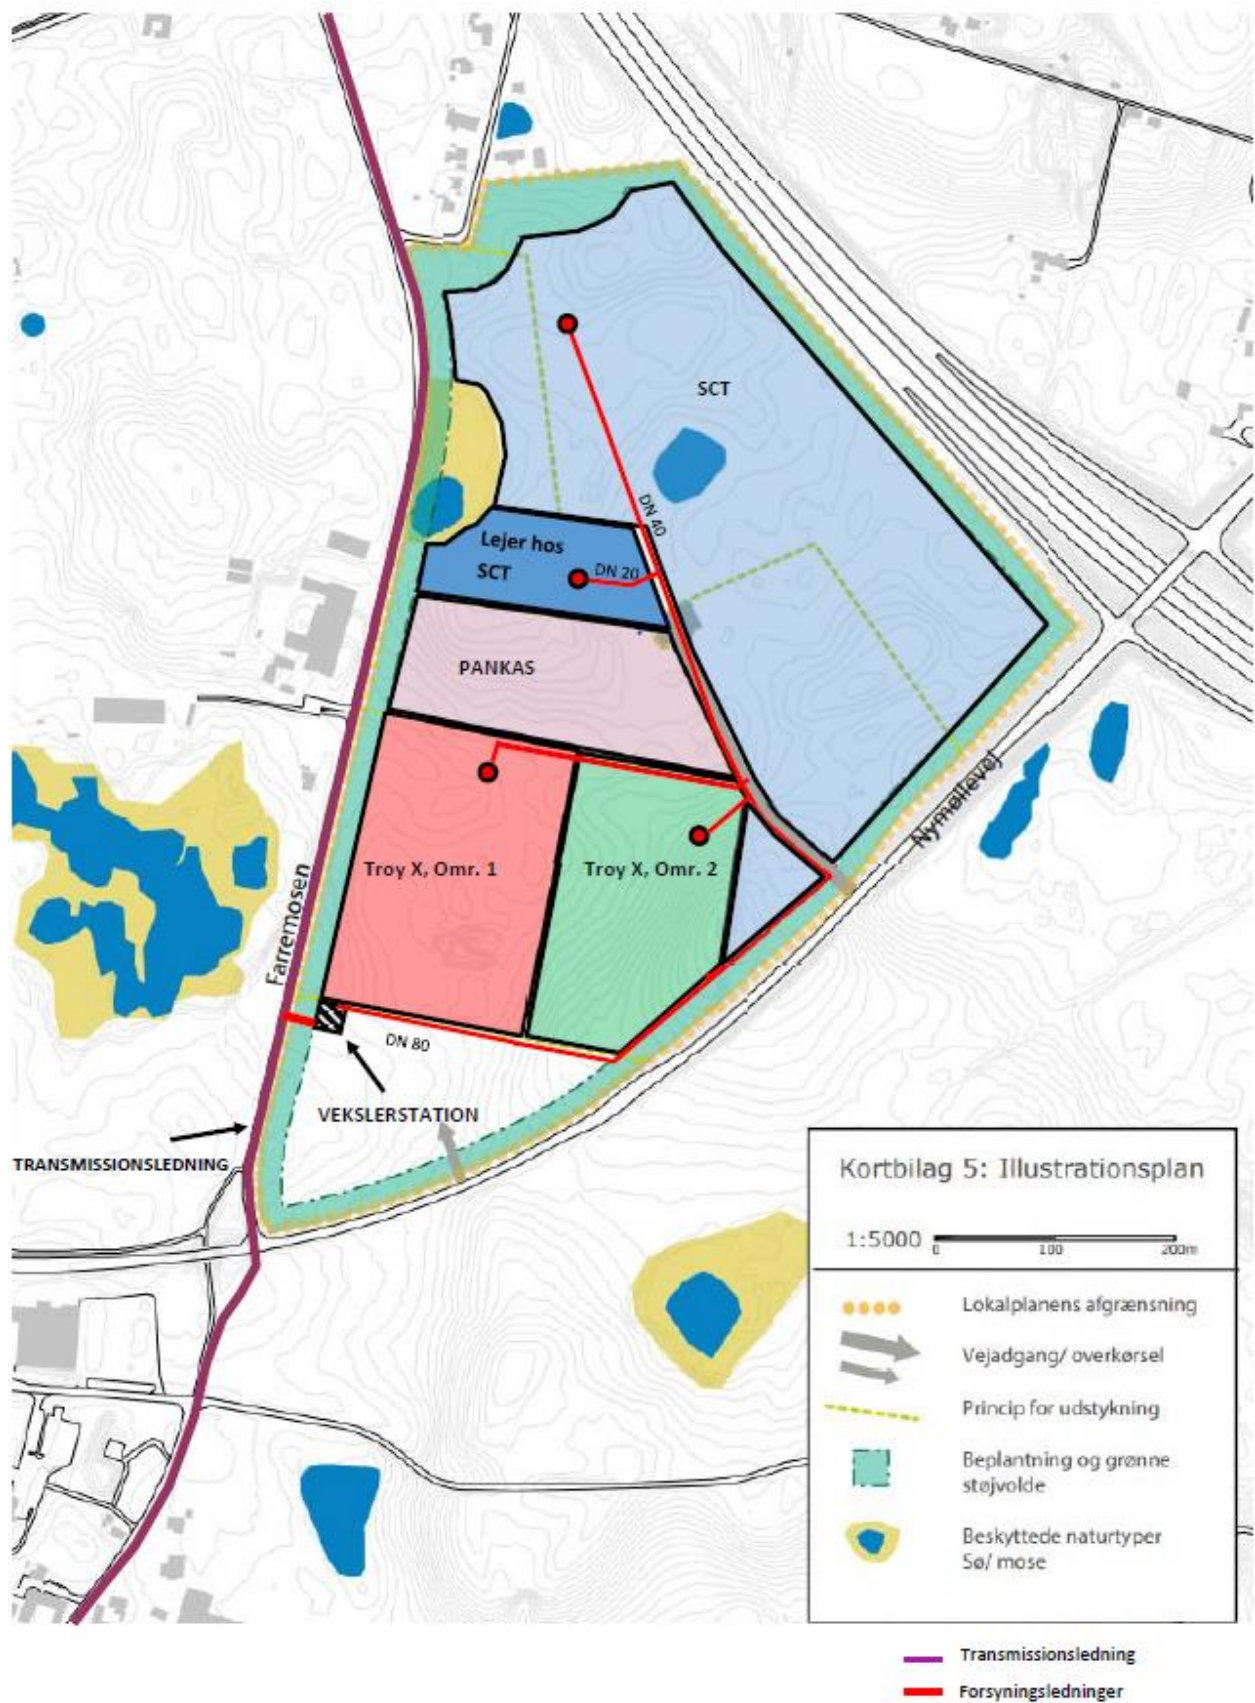 SCT
DN 40
Lejer hos
SCT
DN 20
PANKAS
Nymøllevej
Troy X, Omr. 1
Troy X, Omr. 2
Farremosen
DN 80
VEKSLERSTATION
TRANSMISSIONSLEDNING
Kortbilag 5: Illustrationsplan
1:5000
0 100 200m
Lokalplanens afgrænsning
Vejadgang/ overkørsel
Princip for udstykning
Beplantning og grønne
støjvolde
Beskyttede naturtyper
Sø/ mose
Transmissionsledning
Forsyningsledninger